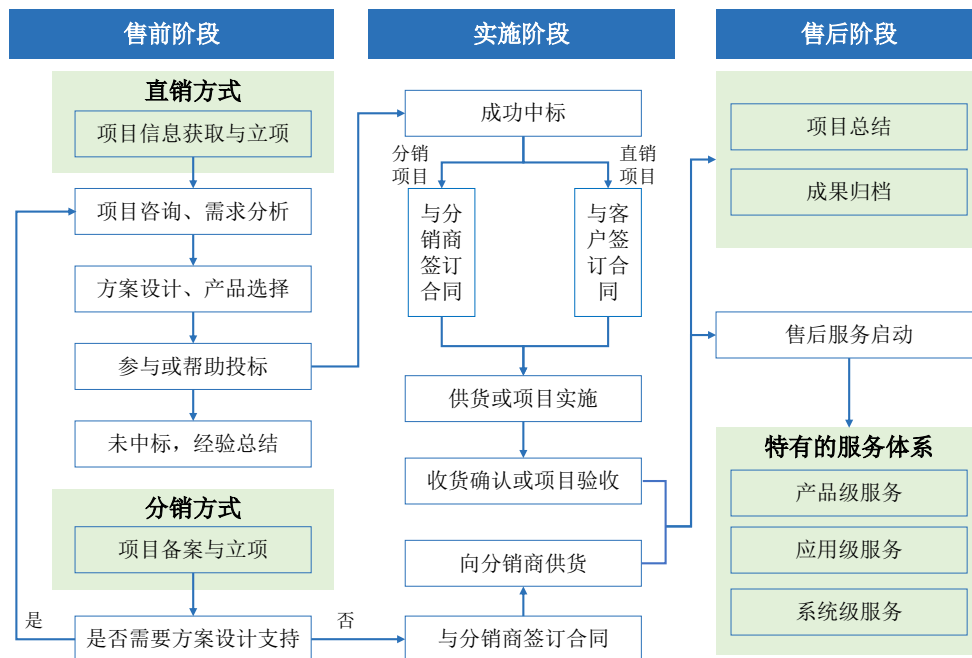 售前阶段
直销方式
项目信息获取与立项
项目咨询、需求分析
方案设计、产品选择
参与或帮助投标
未中标，经验总结
分销方式
项目备案与立项
是
是否需要方案设计支持
否
实施阶段
成功中标
分销
项目
直销
项目
与分
销商
签订
合同
与客
户签
订合
同
供货或项目实施
收货确认或项目验收
向分销商供货
与分销商签订合同
售后阶段
项目总结
成果归档
售后服务启动
特有的服务体系
产品级服务
应用级服务
系统级服务